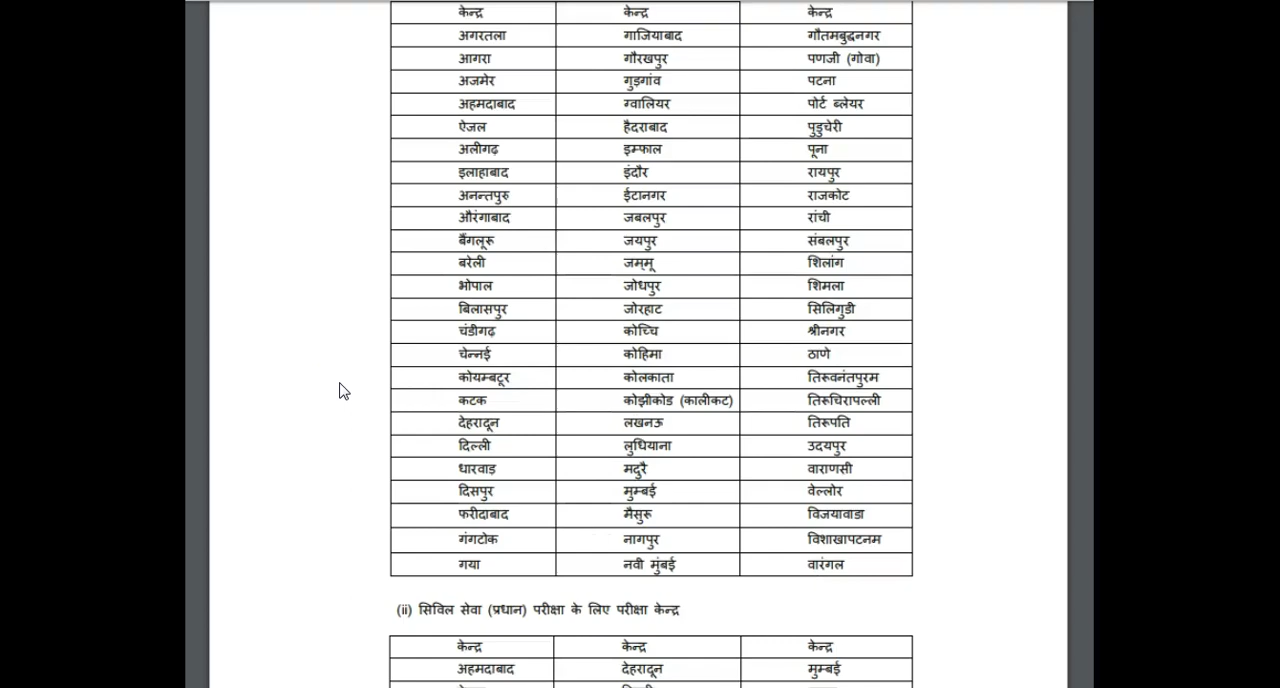 केन्द्र केन्द्र केन्द्र
अगरतला गाजियाबाद गौतमबुद्धनगर
आगरा गौरखपुर पणजी (गोवा)
अजमेर गुड़गांव पटना
अहमदाबाद ग्वालियर पोर्ट ब्लेयर
ऐजल हैदराबाद पुडुचेरी
अलीगढ़ इम्फाल पूना
इलाहाबाद इंदौर रायपुर
अनन्तपुरु ईटानगर राजकोट
औरंगाबाद जबलपुर रांची
बैंगलूरू जयपुर संबलपुर
बरेली जम्मू शिलांग
भोपाल जोधपुर शिमला
बिलासपुर जोरहाट सिलिगुडी
चंडीगढ़ कोच्चि श्रीनगर
चेन्नई कोहिमा ठाणे
कोयम्बटूर कोलकाता तिरूवनंतपुरम
कटक कोझीकोड (कालीकट) तिरूचिरापल्ली
देहरादून लखनऊ तिरूपति
दिल्ली लुधियाना उदयपुर
धारवाड़ मदुरै वाराणसी
दिसपुर मुम्बई वेल्लोर
फरीदाबाद मैसुरू विजयावाडा
गंगटोक नागपुर विशाखापटनम
गया नवी मुंबई वारंगल
(ii) सिविल सेवा (प्रधान) परीक्षा के लिए परीक्षा केन्द्र
केन्द्र केन्द्र केन्द्र
अहमदाबाद देहरादून मुम्बई